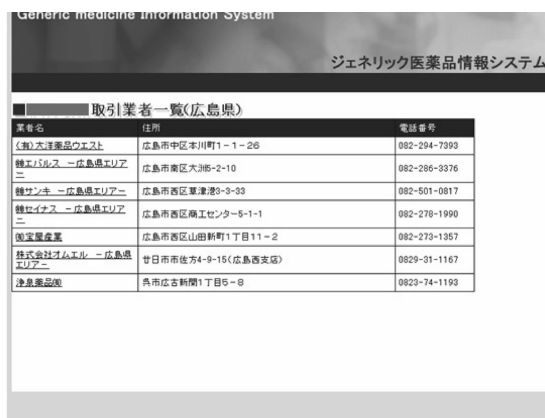 Generic medicine Information System
ジェネリック医薬品情報システム
取引業者一覧(広島県)
業者名 住所 電話番号
(有)大洋薬品ウエスト 広島市中区本川町1-1-26 082-294-7393
㈱エバルス －広島県エリア
－ 広島市南区大洲5-2-10 082-286-3376
㈱サンキ －広島県エリア－ 広島市西区草津港3-3-33 082-501-0817
㈱セイナス －広島県エリア
－ 広島市西区商工センター5-1-1 082-278-1990
㈲宝屋産業 広島市西区山田新町1丁目11-2 082-273-1357
株式会社オムエル －広島県
エリア－ 廿日市市佐方4-9-15(広島西支店) 0829-31-1167
浄泉薬品㈲ 呉市広古新開1丁目5-8 0823-74-1193